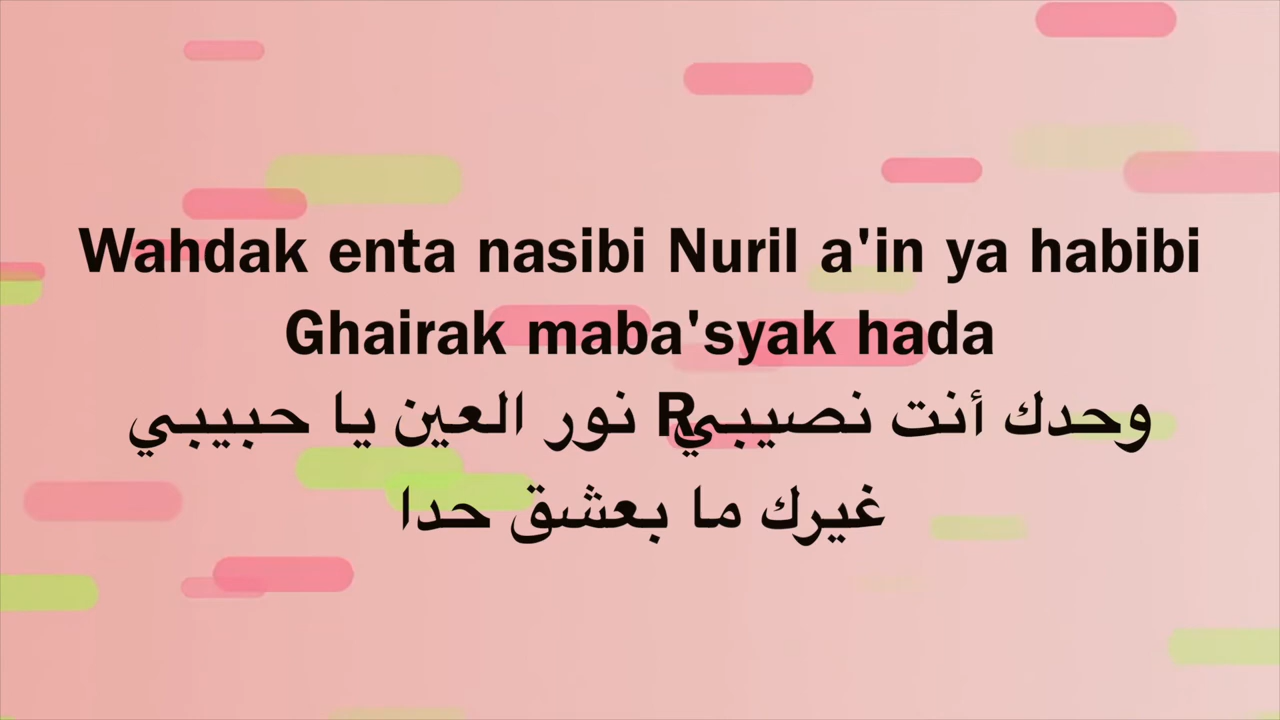 Wahdak enta nasibi Nuril a'in ya habibi
Ghairak maba'syak hada
وحدك أنت نصيبيR نور العين يا حبيبي
غيرك ما بعشق حدا